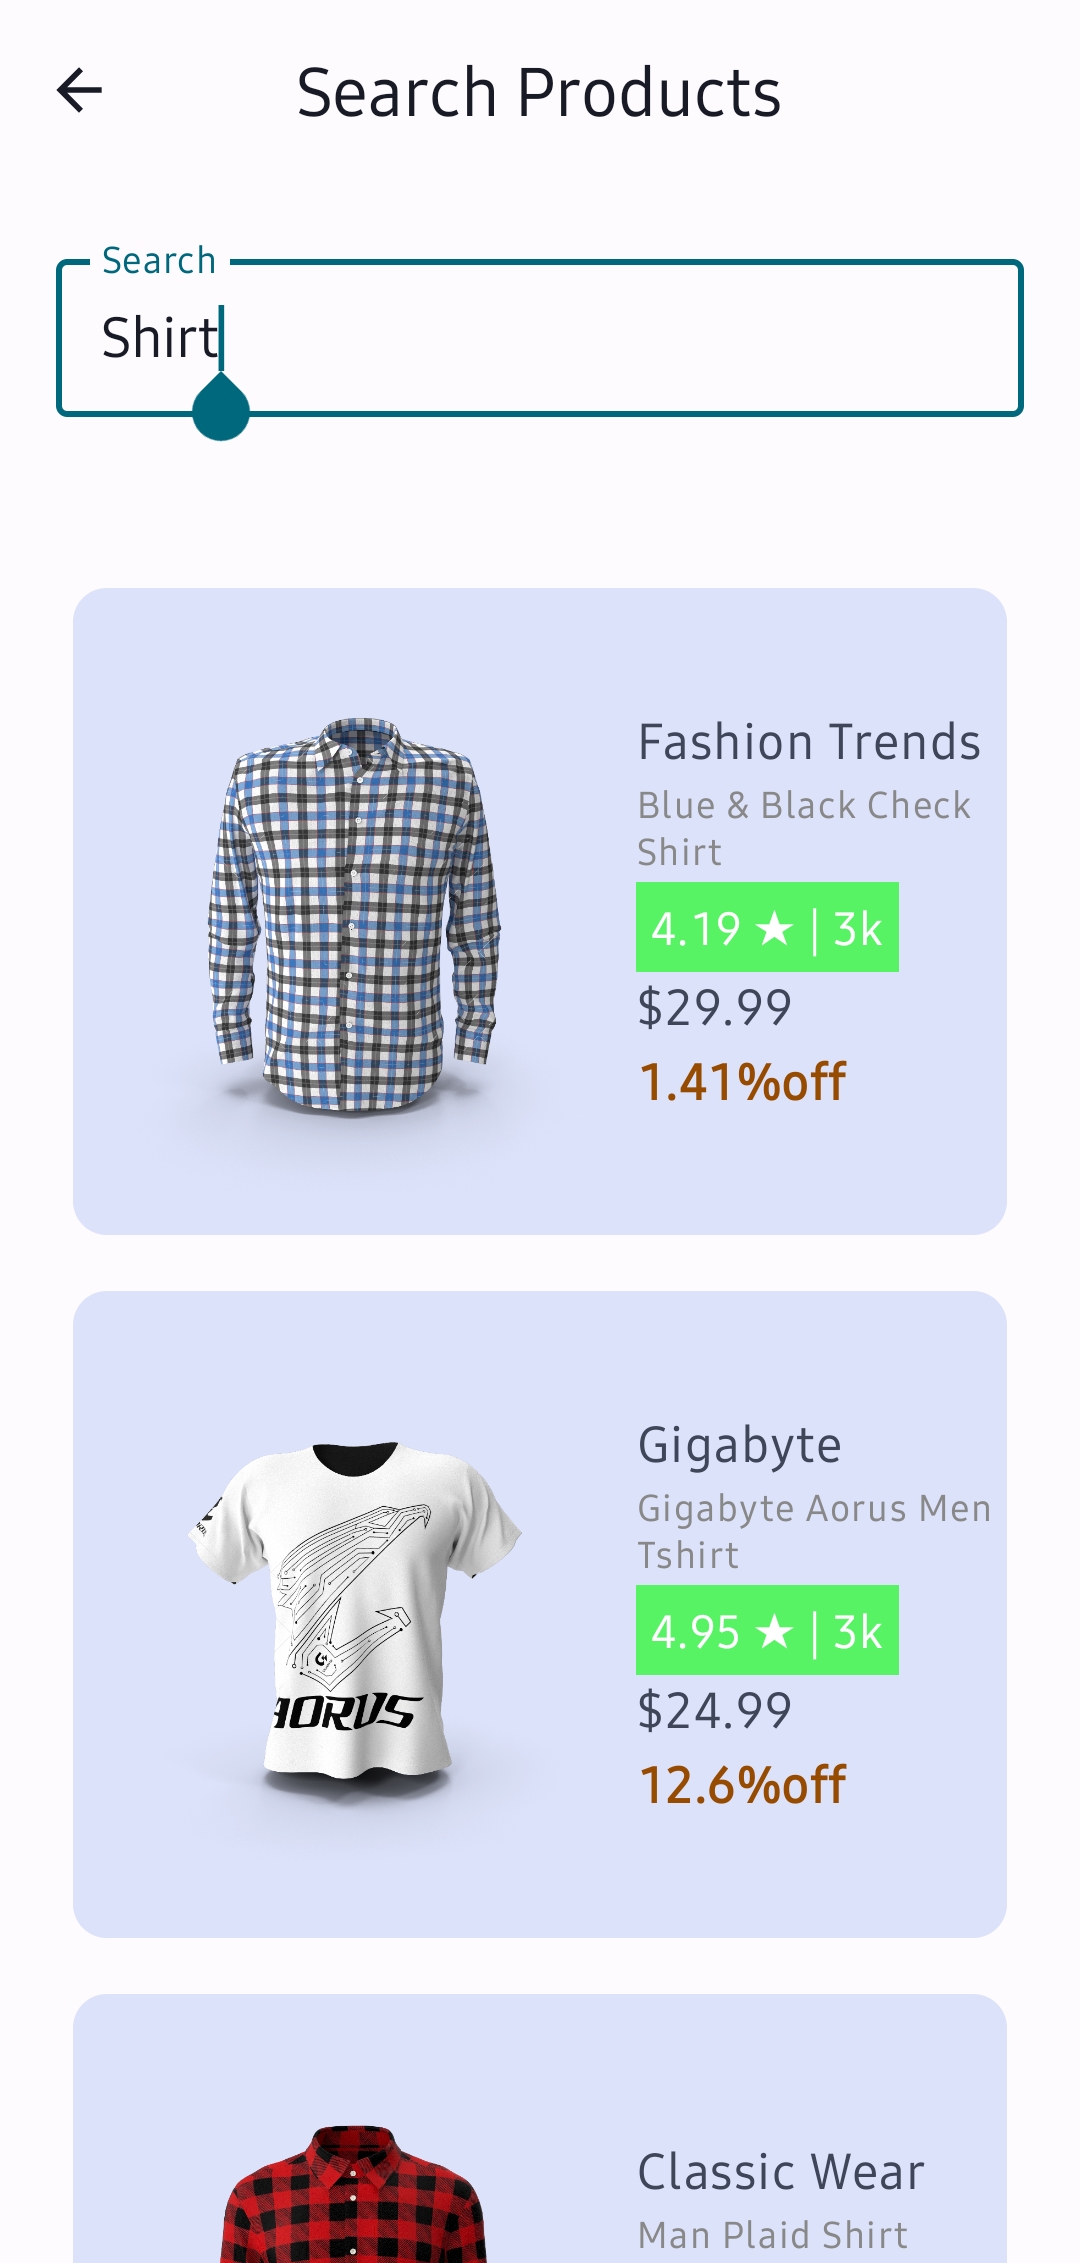 Search Products
Search
Shirt
Fashion Trends
Blue & Black Check
Shirt
4.19 ★ | 3k
$29.99
1.41%off
AORUS
Gigabyte
Gigabyte Aorus Men
Tshirt
4.95 ★ | 3k
$24.99
12.6%off
Classic Wear
Man Plaid Shirt